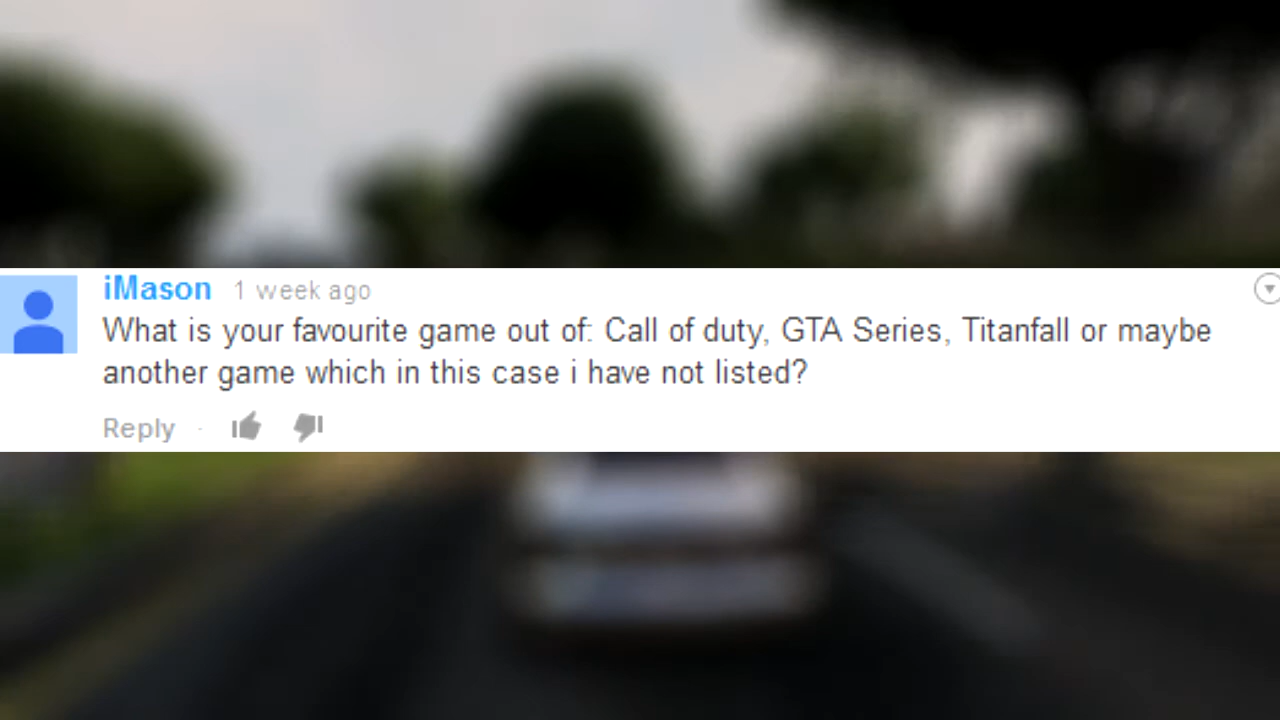 iMason 1 week ago
What is your favourite game out of: Call of duty, GTA Series, Titanfall or maybe
another game which in this case i have not listed?
Reply ·